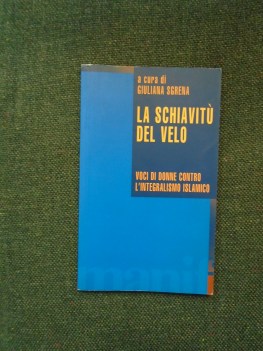 a cura di
GIULIANA SGRENA
LA SCHIAVITÙ
DEL VELO
VOCI DI DONNE CONTRO
L'INTEGRALISMO ISLAMICO
manif